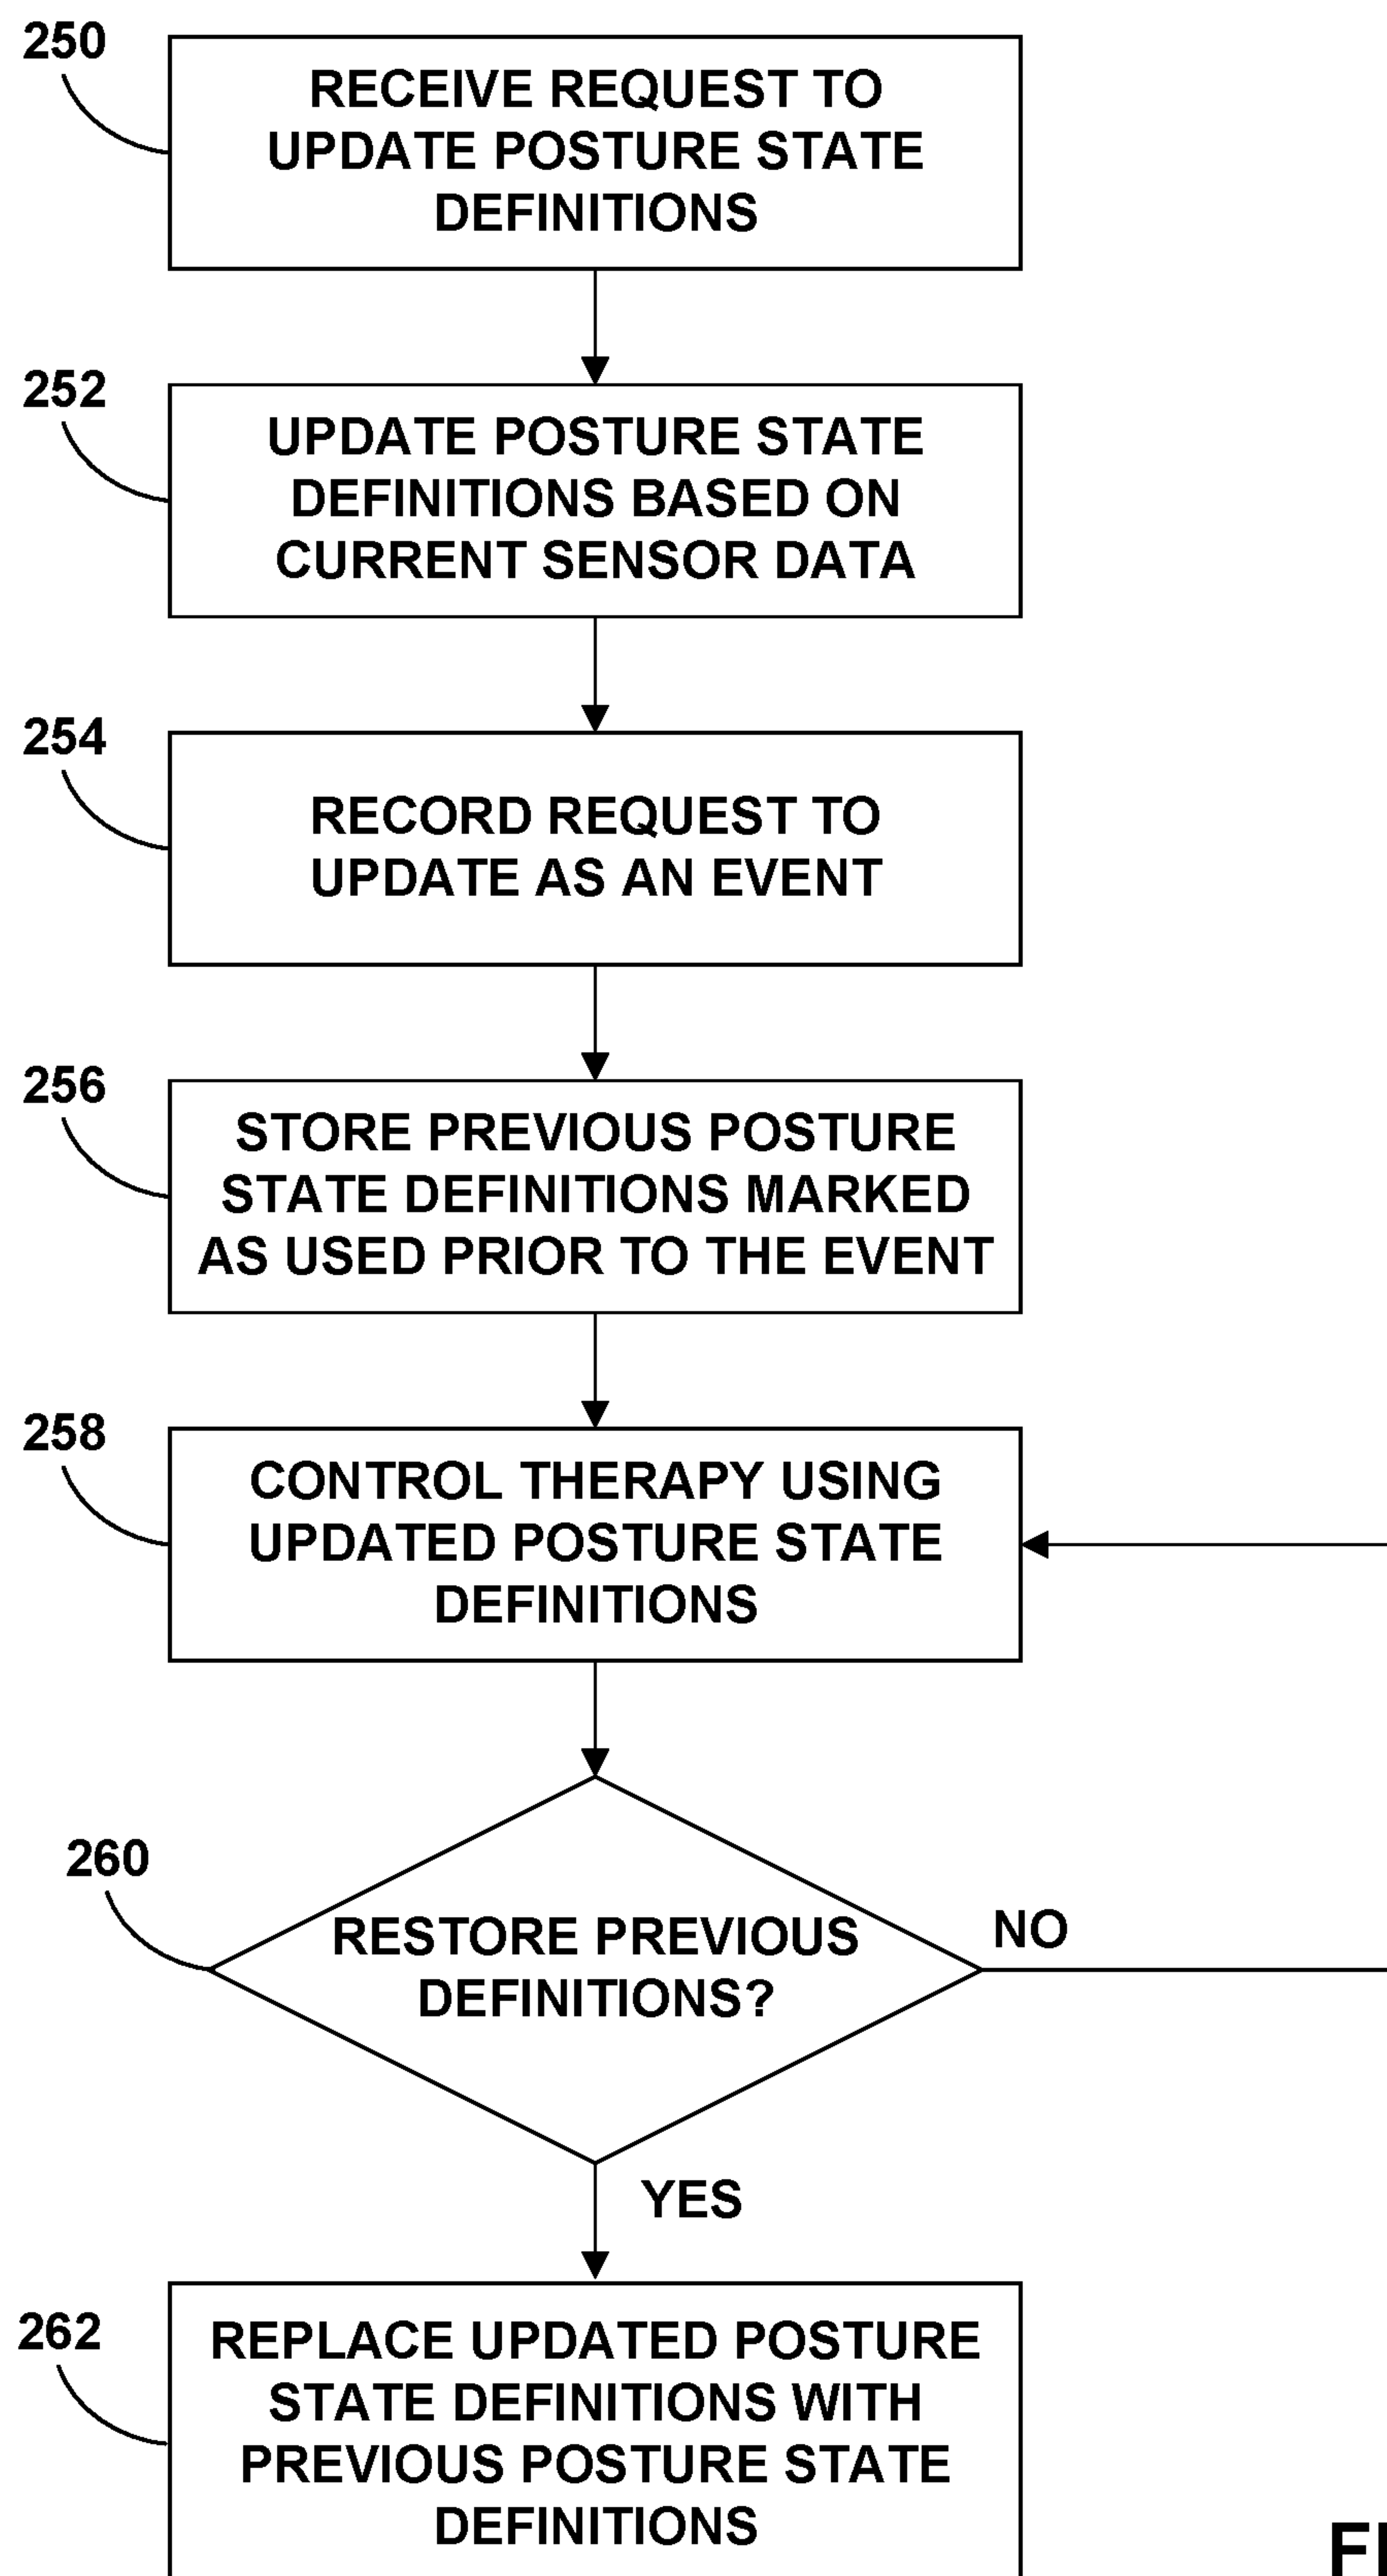 250
RECEIVE REQUEST TO
UPDATE POSTURE STATE
DEFINITIONS
252
UPDATE POSTURE STATE
DEFINITIONS BASED ON
CURRENT SENSOR DATA
254
RECORD REQUEST TO
UPDATE AS AN EVENT
256
STORE PREVIOUS POSTURE
STATE DEFINITIONS MARKED
AS USED PRIOR TO THE EVENT
258
CONTROL THERAPY USING
UPDATED POSTURE STATE
DEFINITIONS
260
RESTORE PREVIOUS
DEFINITIONS?
NO
YES
262
REPLACE UPDATED POSTURE
STATE DEFINITIONS WITH
PREVIOUS POSTURE STATE
DEFINITIONS